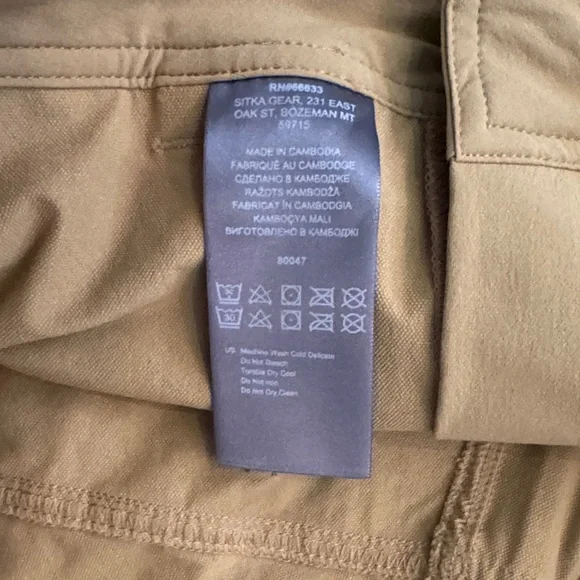 RN#66633
SITKA GEAR, 231 EAST
OAK ST, BOZEMAN MT
59715
MADE IN CAMBODIA
FABRIQUÉ AU CAMBODGE
СДЕЛАНО В КАМБОДЖЕ
RAŽOTS KAMBODŽĀ
FABRICAT ÎN CAMBODGIA
KAMBOÇYA MALI
ВИГОТОВЛЕНО В КАМБОДЖІ
80047
30
US: Machine Wash Cold Delicate
Do Not Bleach
Tumble Dry Cool
Do Not Iron
Do Not Dry Clean